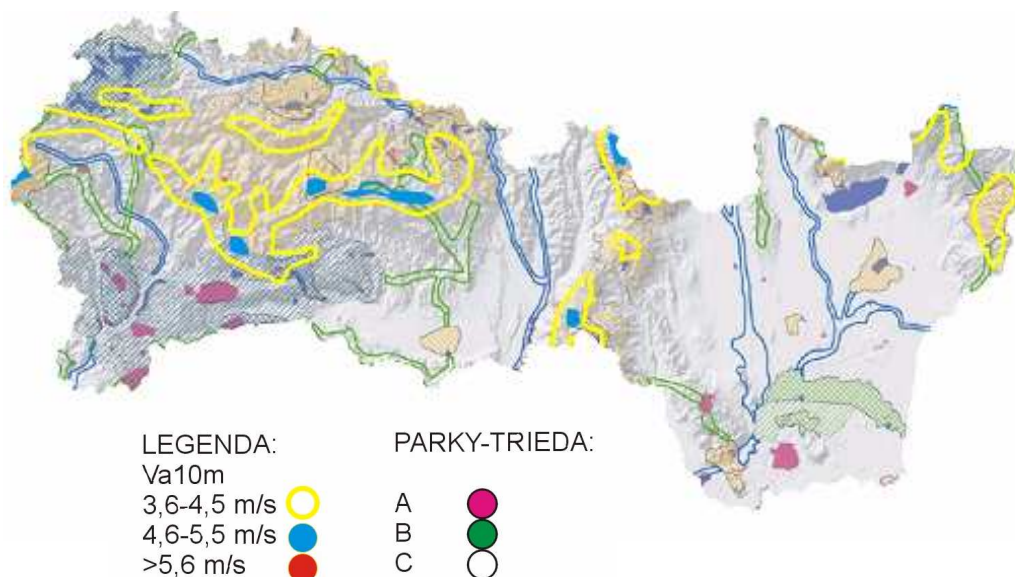 LEGENDA:
Va10m
3,6-4,5 m/s
4,6-5,5 m/s
>5,6 m/s
PARKY-TRIEDA:
A
B
C